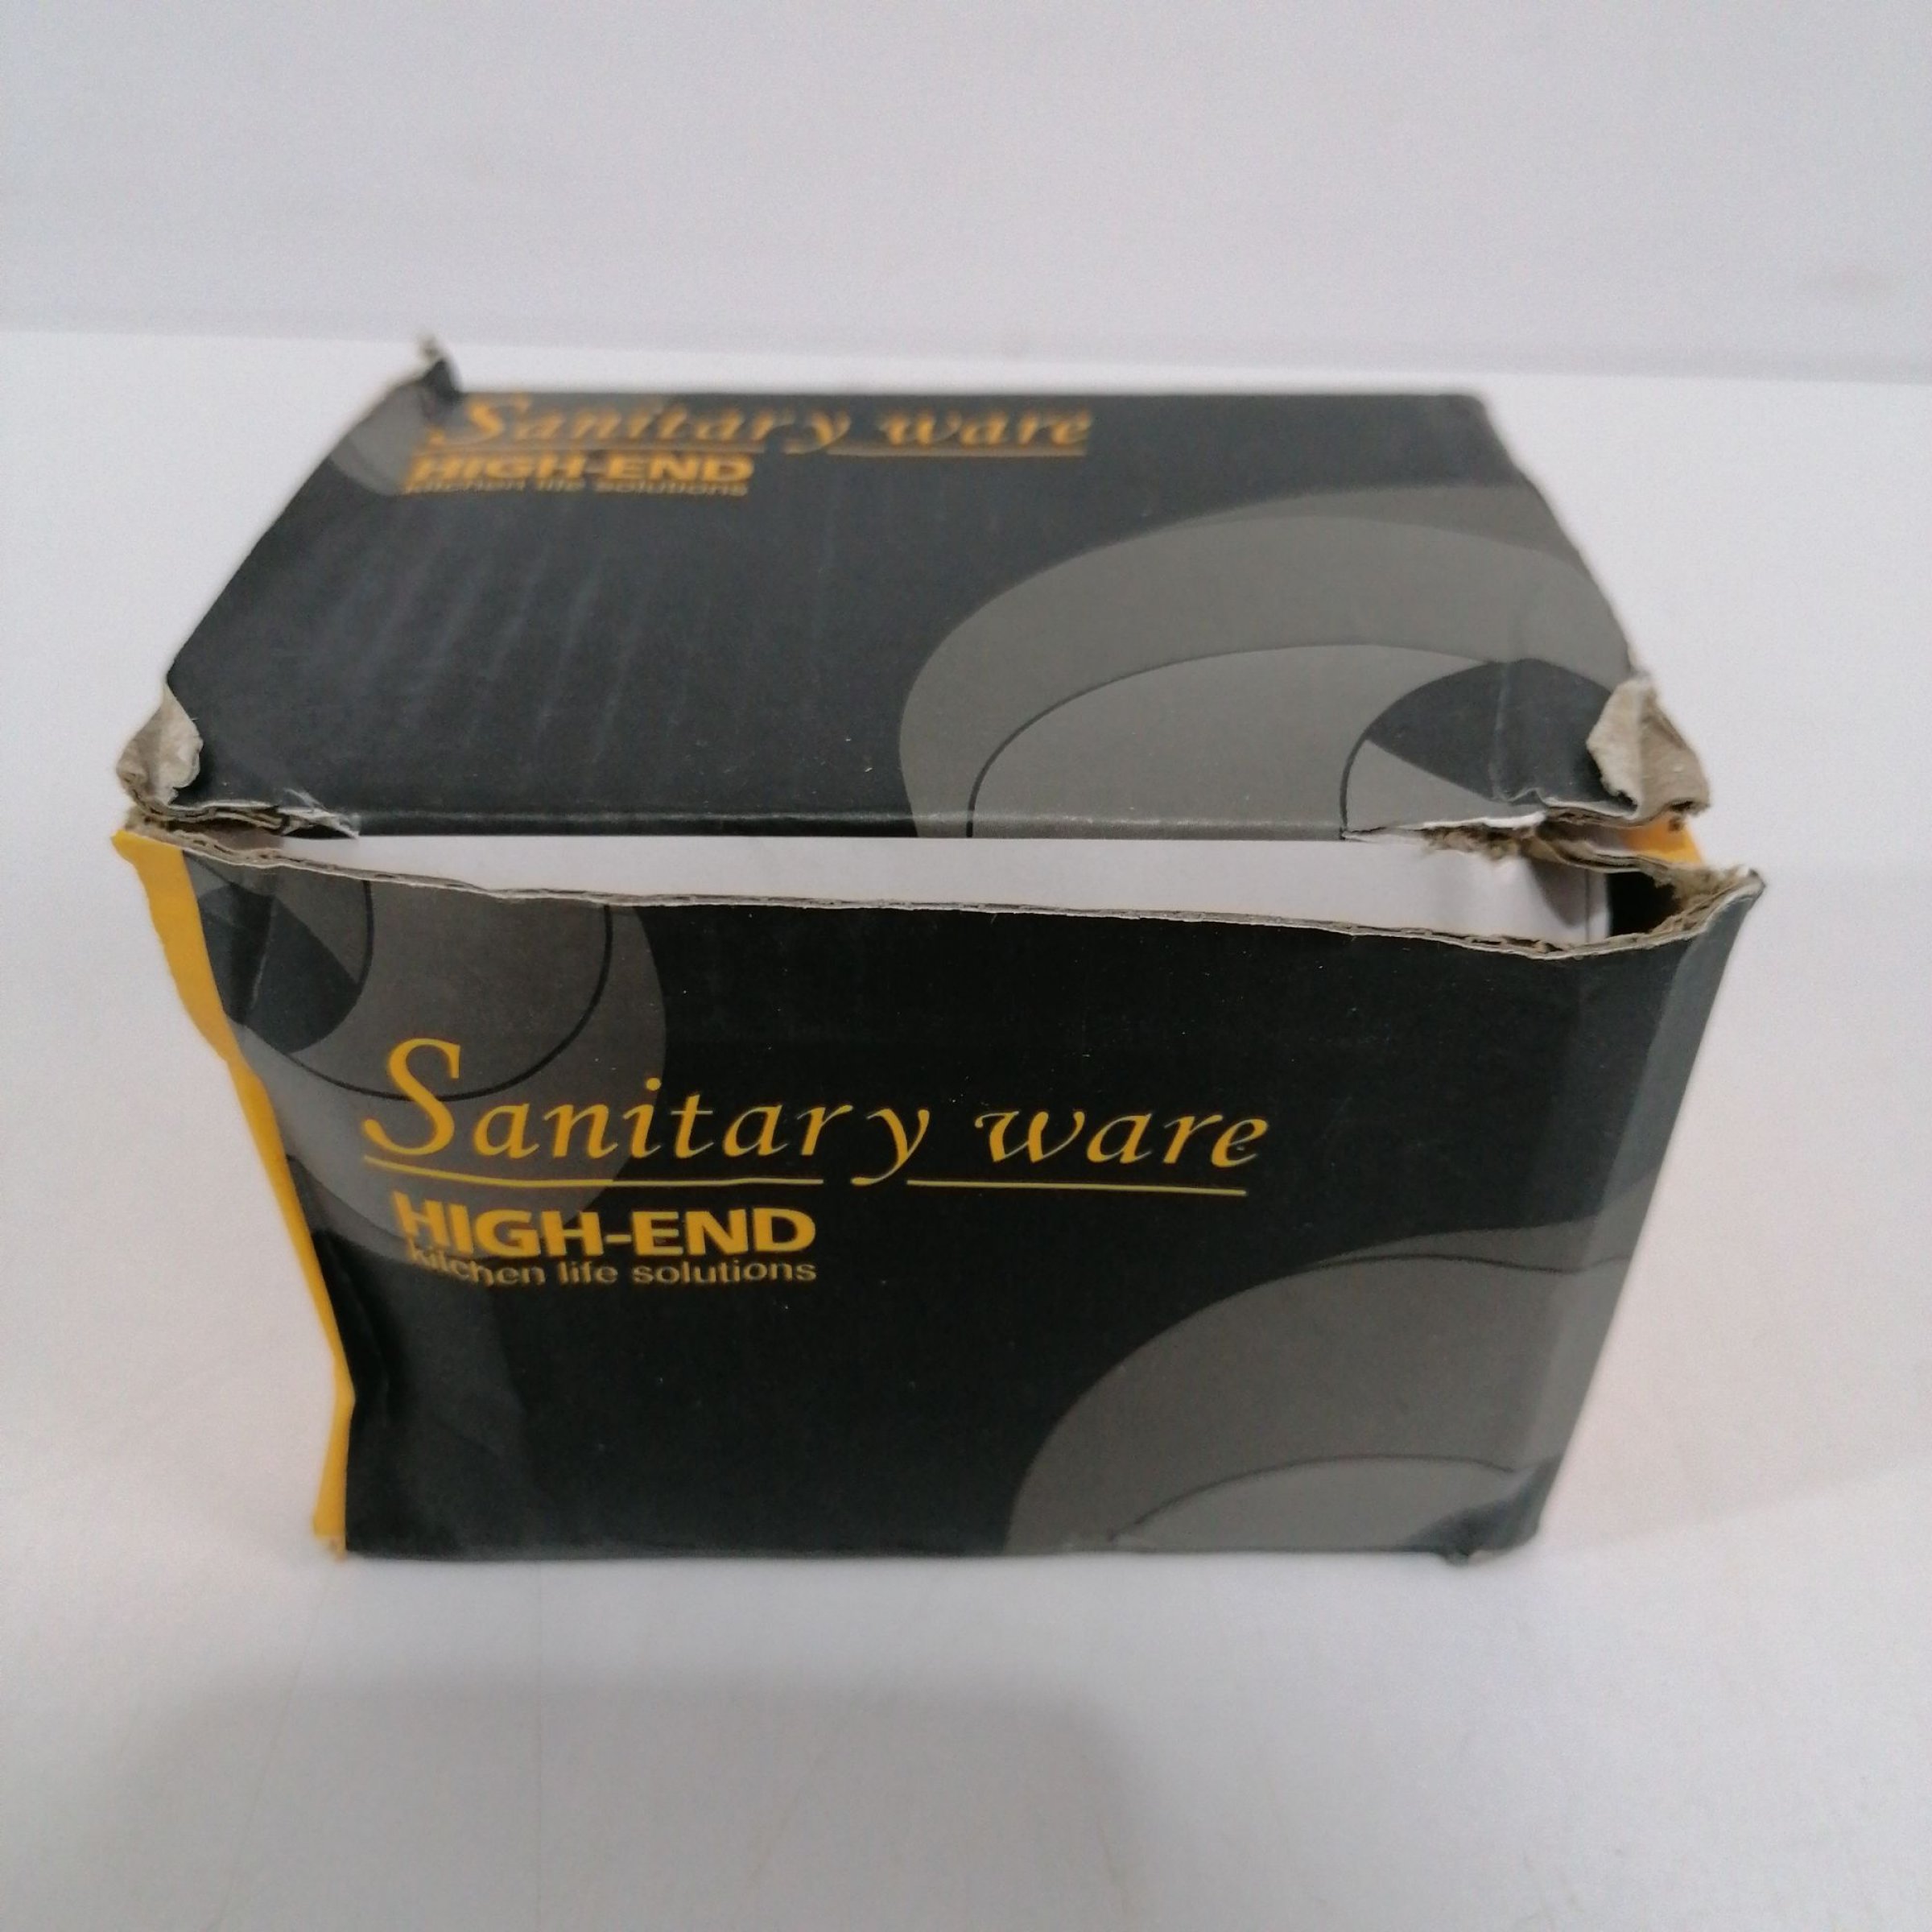 Sanitary ware
HIGH-END
kitchen life solutions
Sanitary ware
HIGH-END
kitchen life solutions